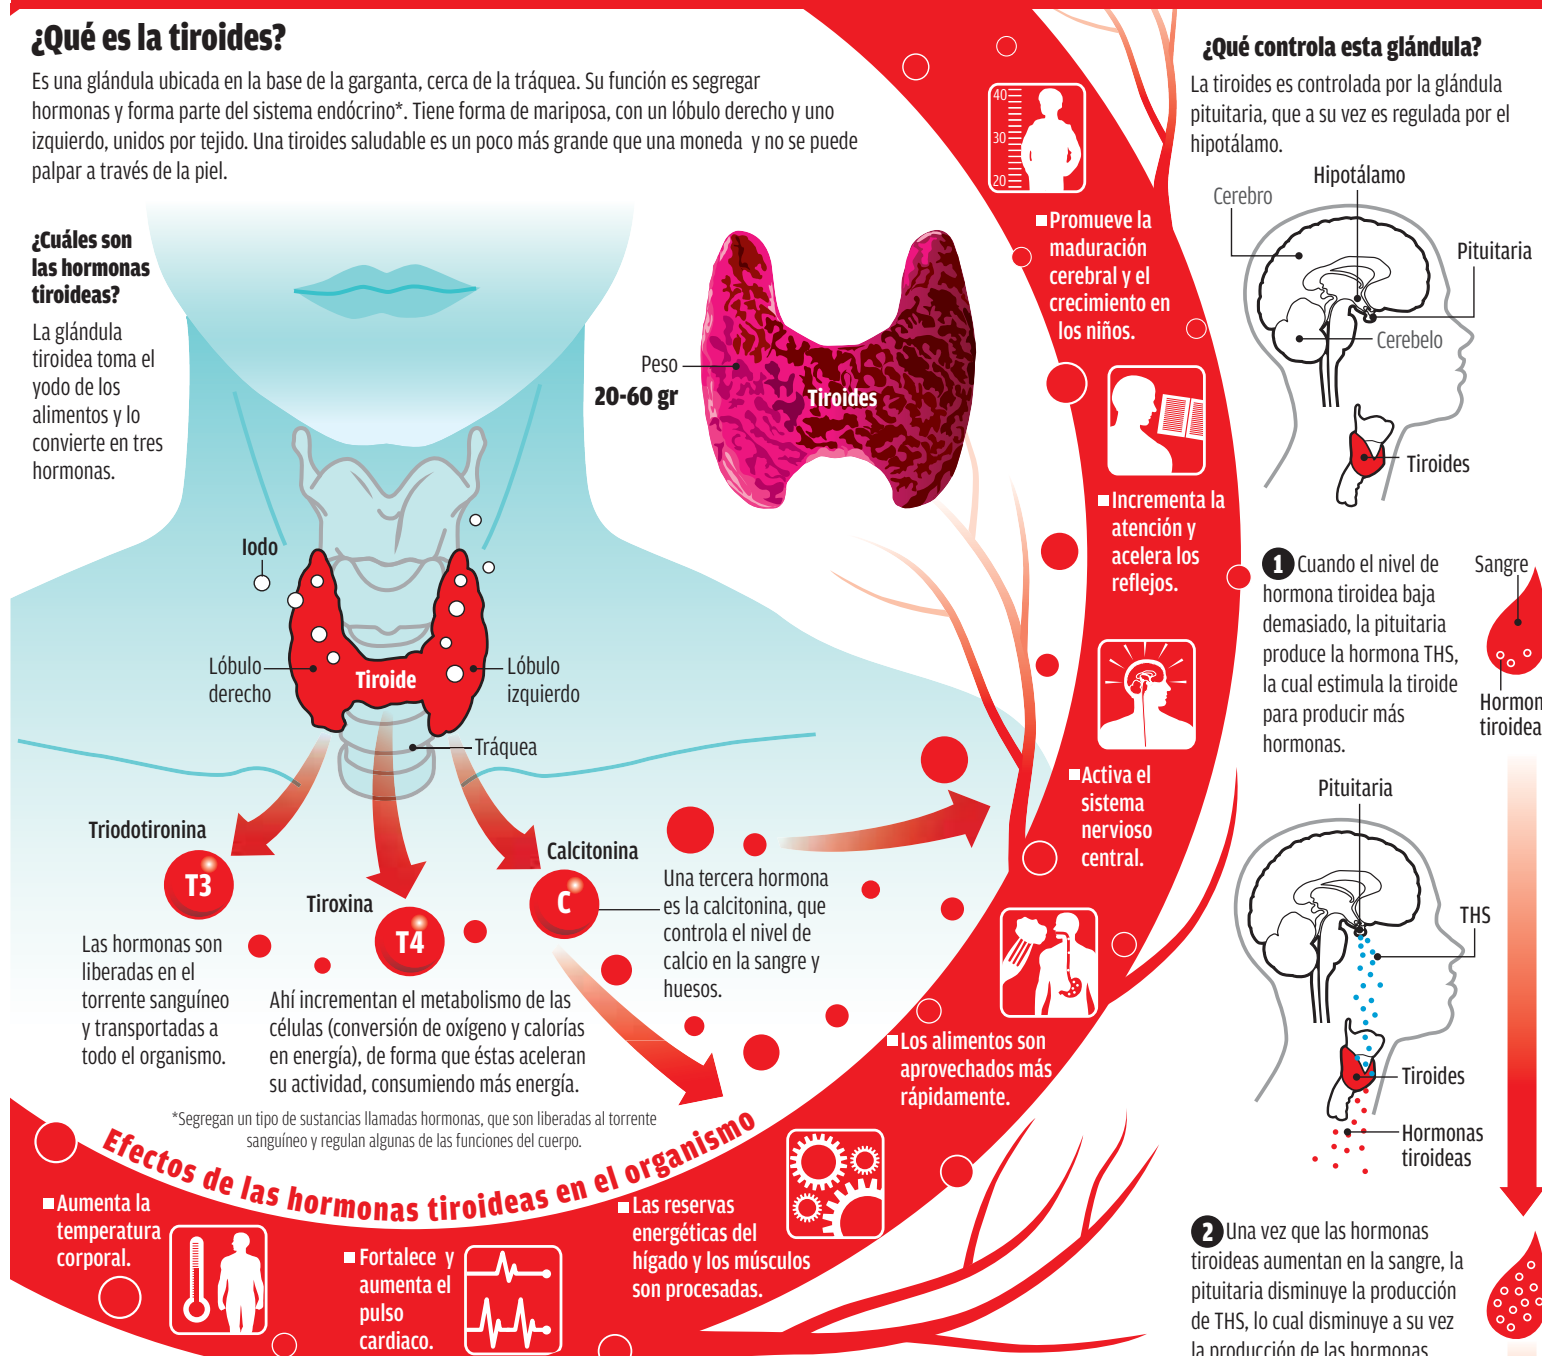 ¿Qué es la tiroides?
Es una glándula ubicada en la base de la garganta, cerca de la tráquea. Su función es segregar
hormonas y forma parte del sistema endócrino*. Tiene forma de mariposa, con un lóbulo derecho y uno
izquierdo, unidos por tejido. Una tiroides saludable es un poco más grande que una moneda y no se puede
palpar a través de la piel.
¿Cuáles son
las hormonas
tiroideas?
La glándula
tiroidea toma el
yodo de los
alimentos y lo
convierte en tres
hormonas.
Peso
20-60 gr
Tiroides
Iodo
Lóbulo
derecho
Tiroide
Lóbulo
izquierdo
Tráquea
Triodotironina
T3
Las hormonas son
liberadas en el
torrente sanguíneo
y transportadas a
todo el organismo.
Tiroxina
T4
Ahí incrementan el metabolismo de las
células (conversión de oxígeno y calorías
en energía), de forma que éstas aceleran
su actividad, consumiendo más energía.
Calcitonina
C
Una tercera hormona
es la calcitonina, que
controla el nivel de
calcio en la sangre y
huesos.
*Segregan un tipo de sustancias llamadas hormonas, que son liberadas al torrente
sanguíneo y regulan algunas de las funciones del cuerpo.
Efectos de las hormonas tiroideas en el organismo
Aumenta la
temperatura
corporal.
Fortalece y
aumenta el
pulso
cardiaco.
Las reservas
energéticas del
hígado y los músculos
son procesadas.
Los alimentos son
aprovechados más
rápidamente.
Activa el
sistema
nervioso
central.
Incrementa la
atención y
acelera los
reflejos.
40
30
20
Promueve la
maduración
cerebral y el
crecimiento en
los niños.
¿Qué controla esta glándula?
La tiroides es controlada por la glándula
pituitaria, que a su vez es regulada por el
hipotálamo.
Hipotálamo
Cerebro
Pituitaria
Cerebelo
Tiroides
1 Cuando el nivel de
hormona tiroidea baja
demasiado, la pituitaria
produce la hormona THS,
la cual estimula la tiroide
para producir más
hormonas.
Sangre
Hormon
tiroidea
Pituitaria
THS
Tiroides
Hormonas
tiroideas
2 Una vez que las hormonas
tiroideas aumentan en la sangre, la
pituitaria disminuye la producción
de THS, lo cual disminuye a su vez
la producción de las hormonas